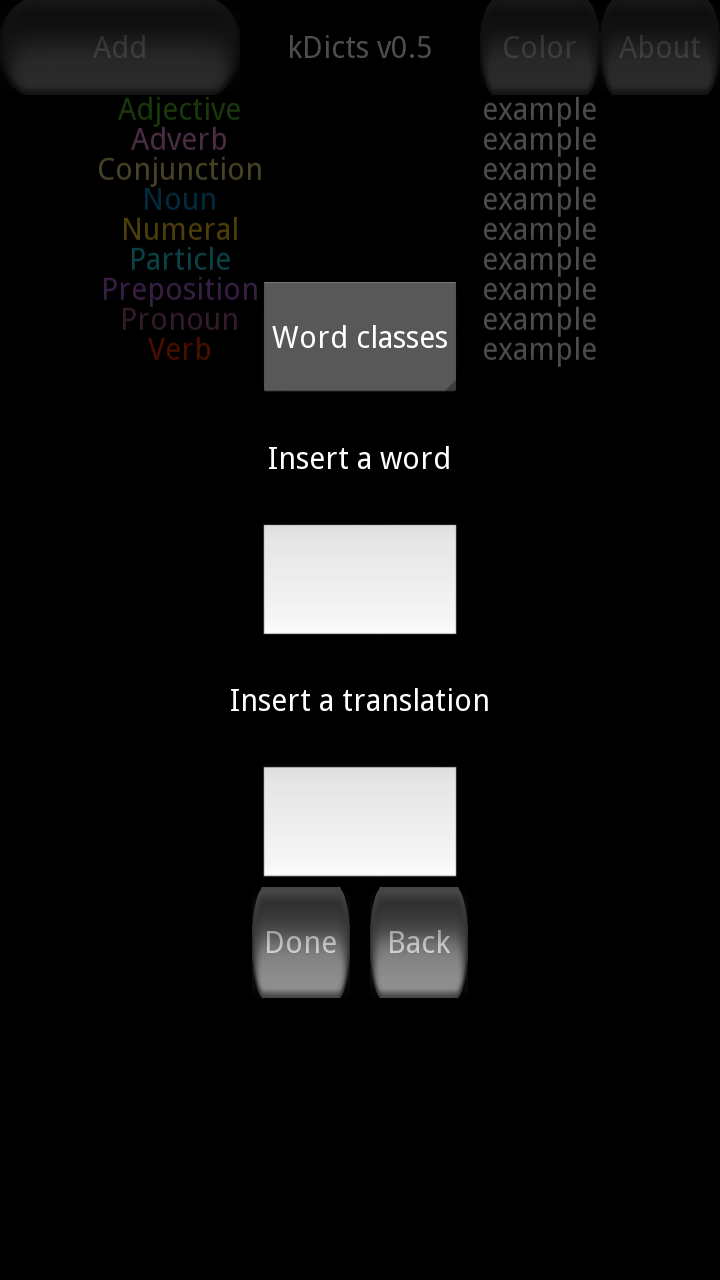 Add kDicts v0.5 Color About
Adjective example
Adverb example
Conjunction example
Noun example
Numeral example
Particle example
Preposition example
Pronoun example
Verb example
Word classes
Insert a word
Insert a translation
Done Back